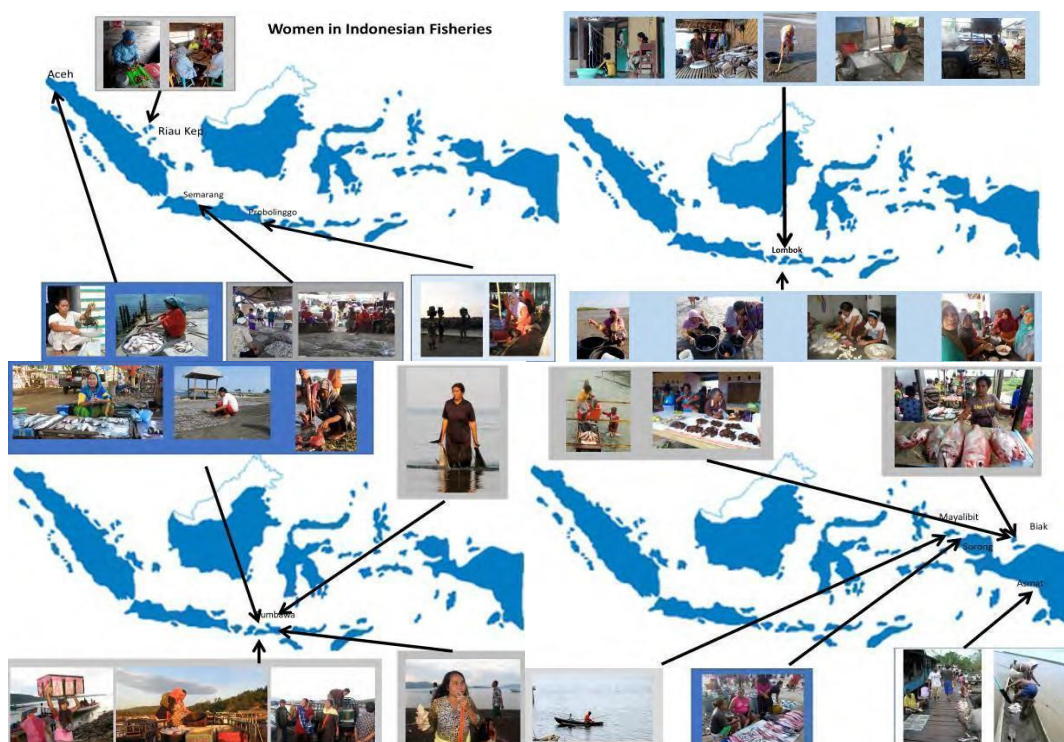 Women in Indonesian Fisheries
Aceh
Riau Kep
Semarang
Probolinggo
Lombok
Sumbawa
Mayalibit
Biak
Sorong
Asmat